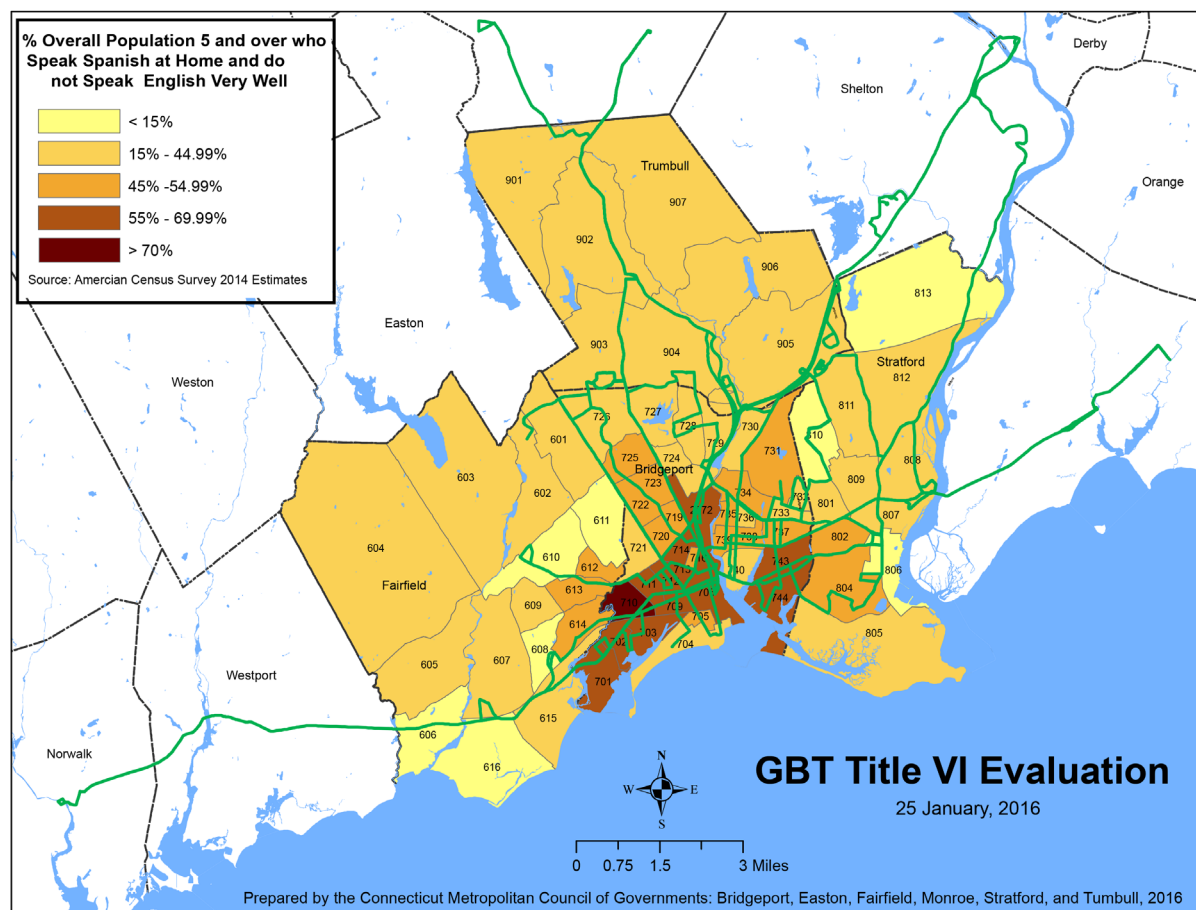 % Overall Population 5 and over who
Speak Spanish at Home and do
not Speak English Very Well
< 15%
15% - 44.99%
45% -54.99%
55% - 69.99%
> 70%
Source: Amercian Census Survey 2014 Estimates
Derby
Shelton
Trumbull
Orange
901
907
902
906
813
Easton
903
904
905
Weston
Stratford
812
726
727
811
728
730
601
729
731
725
724
Bridgeport
603
723
808
809
602
722
719
733
801
807
611
604
720
721
802
610
714
743
612
806
Fairfield
613
804
710
744
609
709
614
805
704
605
607
608
701
615
Westport
606
Norwalk
616
N
W
E
S
GBT Title VI Evaluation
25 January, 2016
0 0.75 1.5 3 Miles
Prepared by the Connecticut Metropolitan Council of Governments: Bridgeport, Easton, Fairfield, Monroe, Stratford, and Tumbull, 2016